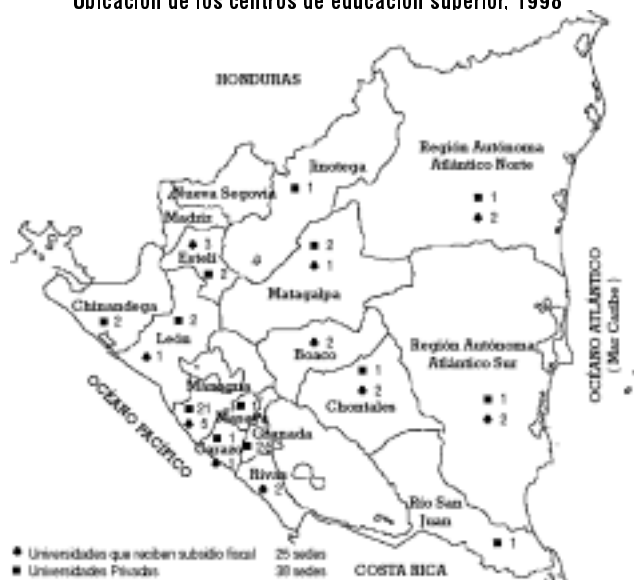 Ubicación de los centros de educación superior, 1998
HONDURAS
Región Autónoma
Atlántico Norte
■ 1
♠ 2
Jinotega
■ 1
Nueva Segovia
Madriz
Estelí
■ 2
■ 2
♠ 1
Matagalpa
Chinandega
■ 2
■ 2
León
♠ 1
♠ 2
Boaco
■ 1
♠ 2
Chontales
Región Autónoma
Atlántico Sur
■ 1
♠ 2
OCÉANO ATLÁNTICO
( Mar Caribe )
Managua
■ 21
♠ 5
Masaya
■ 1
Granada
Carazo
♠ 1
Rivas
♠ 2
OCÉANO PACÍFICO
Río San
Juan
■ 1
COSTA RICA
♠ Universidades que reciben subsidio fiscal 25 sedes
■ Universidades Privadas 38 sedes